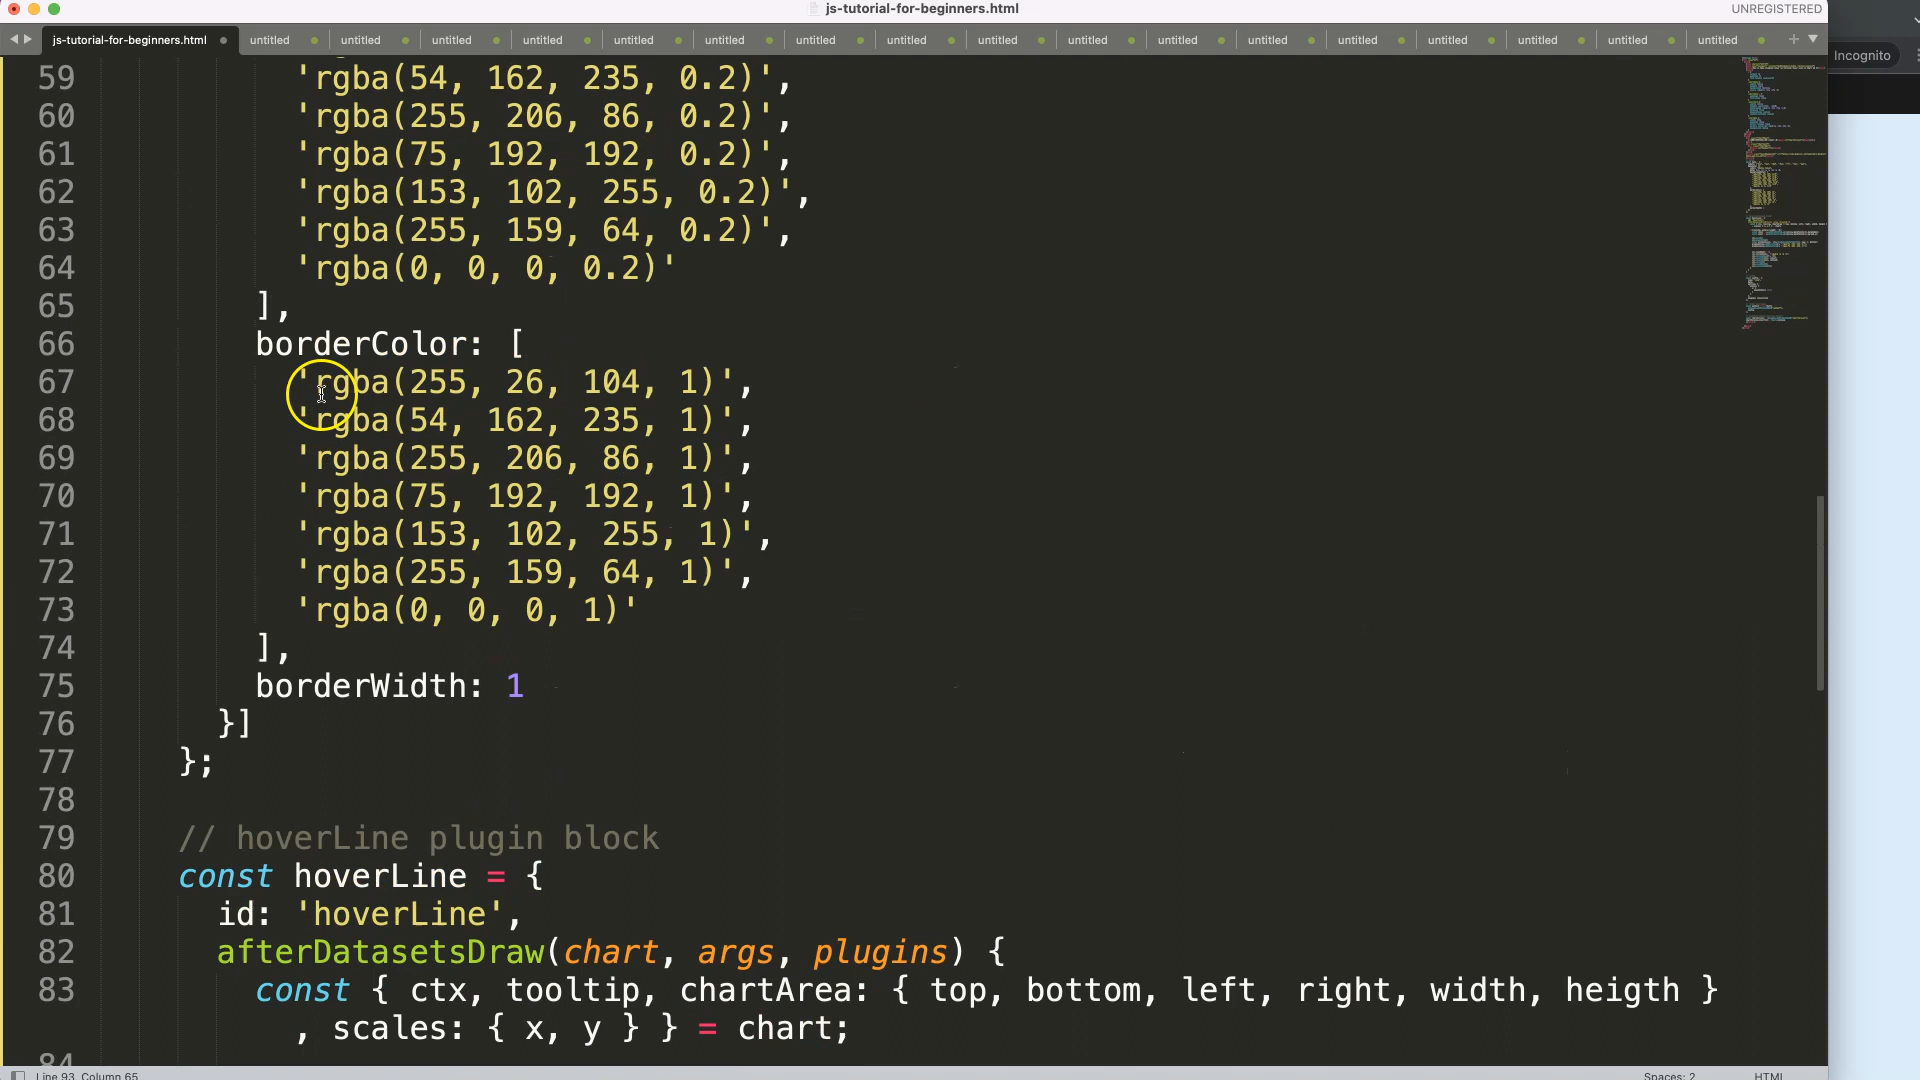 js-tutorial-for-beginners.html
UNREGISTERED
js-tutorial-for-beginners.html untitled untitled untitled untitled untitled untitled untitled untitled untitled untitled untitled untitled untitled untitled untitled untitled untitled
Incognito
59 'rgba(54, 162, 235, 0.2)',
60 'rgba(255, 206, 86, 0.2)',
61 'rgba(75, 192, 192, 0.2)',
62 'rgba(153, 102, 255, 0.2)',
63 'rgba(255, 159, 64, 0.2)',
64 'rgba(0, 0, 0, 0.2)'
65 ],
66 borderColor: [
67 'rgba(255, 26, 104, 1)',
68 'rgba(54, 162, 235, 1)',
69 'rgba(255, 206, 86, 1)',
70 'rgba(75, 192, 192, 1)',
71 'rgba(153, 102, 255, 1)',
72 'rgba(255, 159, 64, 1)',
73 'rgba(0, 0, 0, 1)'
74 ],
75 borderWidth: 1
76 }]
77 };
78
79 // hoverLine plugin block
80 const hoverLine = {
81 id: 'hoverLine',
82 afterDatasetsDraw(chart, args, plugins) {
83 const { ctx, tooltip, chartArea: { top, bottom, left, right, width, heigth }
, scales: { x, y } } = chart;
84
Line 93, Column 65
Spaces: 2
HTML